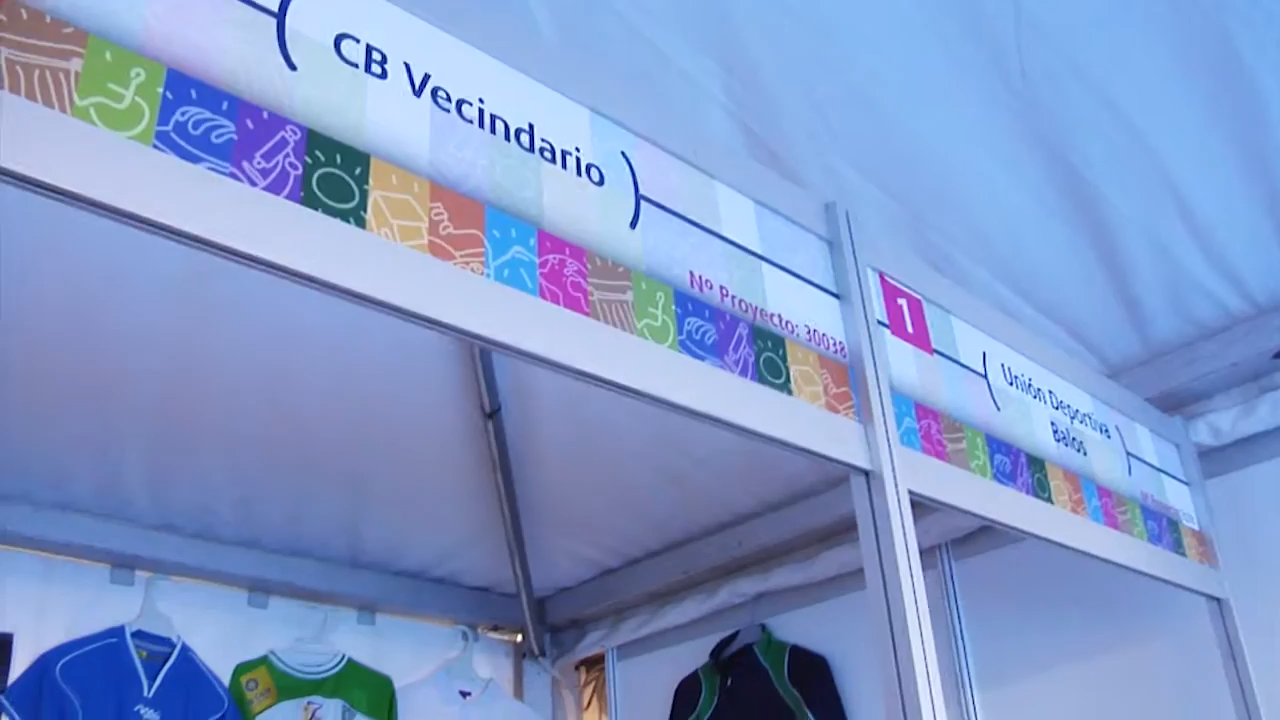 CB Vecindario
Nº Proyecto: 30038
1
Unión Deportiva
Balos